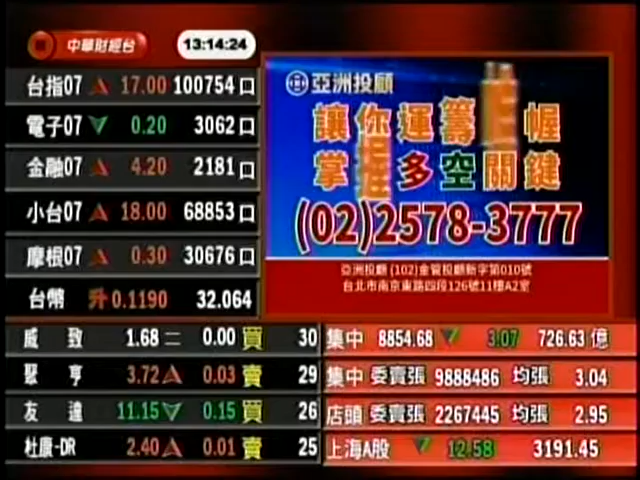 中華財經台 13:14:24
台指07 17.00 100754口
電子07 0.20 3062口
金融07 4.20 2181口
小台07 18.00 68853口
摩根07 0.30 30676口
台幣 升0.1190 32.064
亞洲投顧
讓你運籌 幄
掌握多空關鍵
(02)2578-3777
亞洲投顧 (102)金管投顧新字第010號
台北市南京東路四段126號11樓A2室
威致 1.68 二 0.00 買 30
聚亨 3.72 0.03 賣 29
友達 11.15 0.15 買 26
杜康-DR 2.40 0.01 賣 25
集中 8854.68 3.07 726.63 億
集中 委賣張 9888486 均張 3.04
店頭 委賣張 2267445 均張 2.95
上海A股 12.58 3191.45